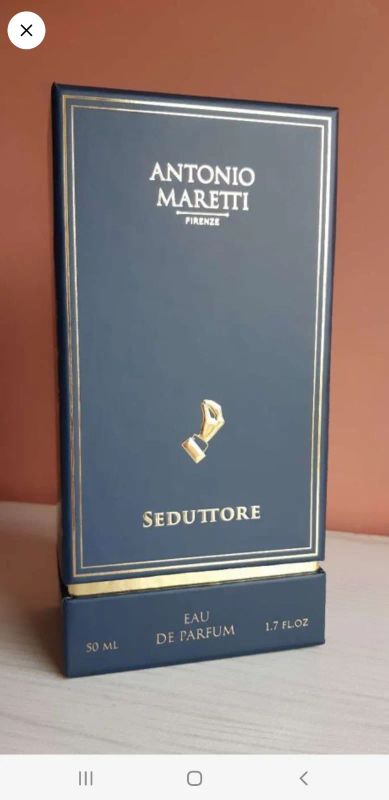 ANTONIO
MARETTI
FIRENZE
SEDUTTORE
EAU
DE PARFUM
50 ML
1.7 FL.OZ